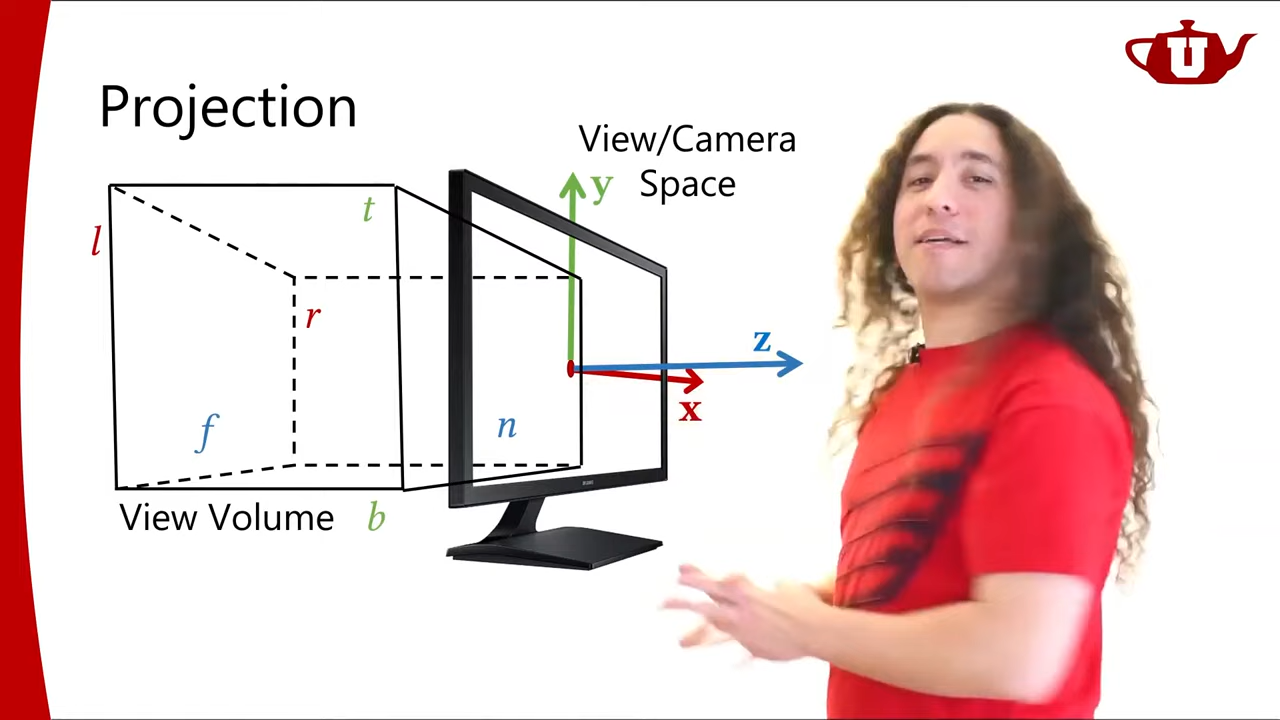 U
Projection
View/Camera
Space
y
t
l
r
z
x
f
n
View Volume
b